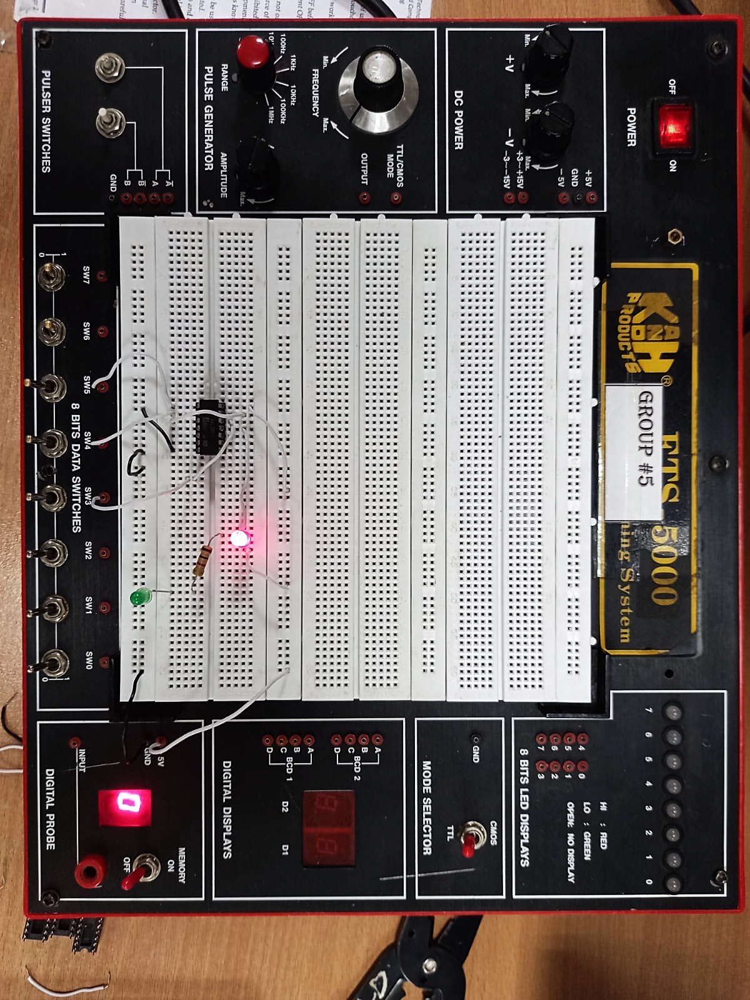 PULSER SWITCHES
A̅
A
B̅
B
GND
PULSE GENERATOR
RANGE
100Hz
1KHz
10KHz
100KHz
1MHz
FREQUENCY
Min.
Max.
AMPLITUDE
Max.
TTL/CMOS
MODE
OUTPUT
DC POWER
+V
Min.
Max.
-V
Min.
Max.
+3~+15V
-3~-15V
-5V
GND
+5V
POWER
OFF
ON
8 BITS DATA SWITCHES
1
0
SW7
SW6
SW5
SW4
SW3
SW2
SW1
SW0
1
0
KANDH
PRODUCTS
®
GROUP #5
5000
ning System
DIGITAL PROBE
INPUT
GND
5V
0
MEMORY
ON
OFF
DIGITAL DISPLAYS
D C B A
BCD 1
D C B A
BCD 2
D2
D1
MODE SELECTOR
GND
CMOS
TTL
8 BITS LED DISPLAYS
7 6 5 4
3 2 1 0
HI : RED
LO : GREEN
OPEN: NO DISPLAY
7 6 5 4 3 2 1 0